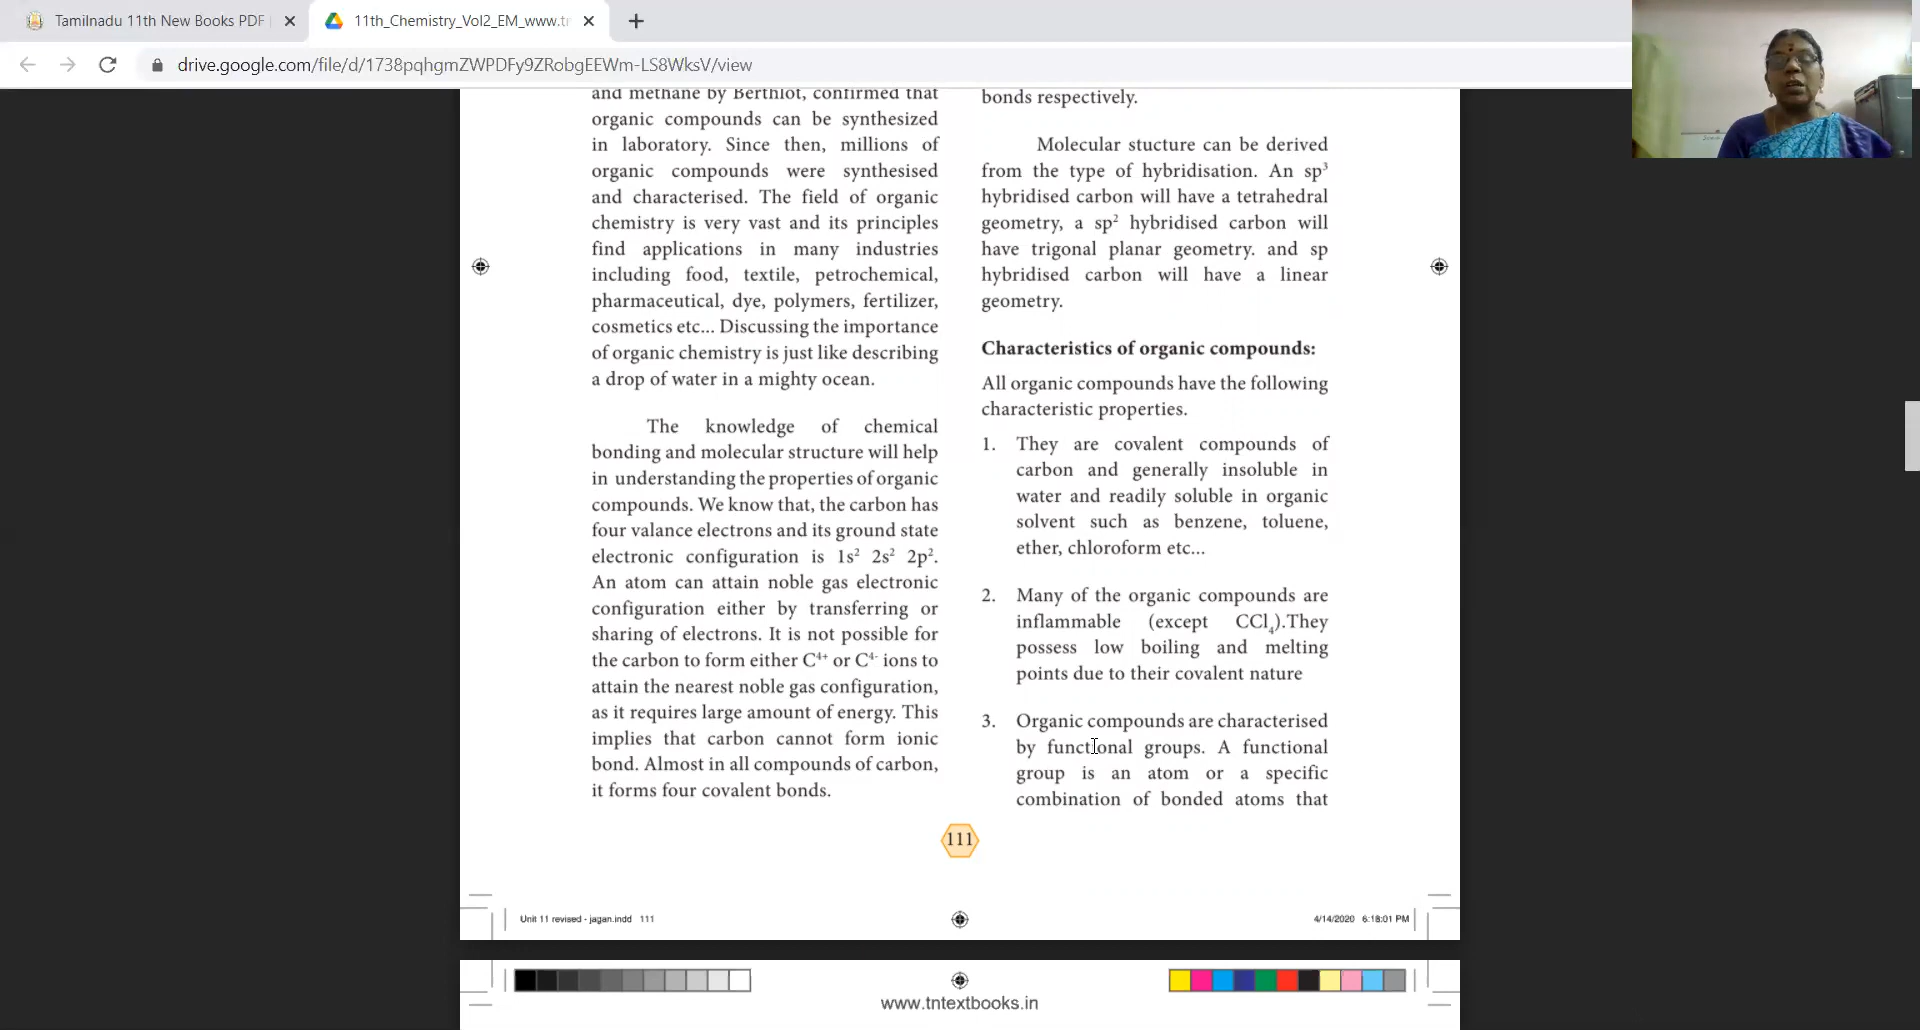 Tamilnadu 11th New Books PDF
11th_Chemistry_Vol2_EM_www.tn
drive.google.com/file/d/1738pqhgmZWPDFy9ZRobgEEWm-LS8WksV/view
and methane by Berthlot, confirmed that
organic compounds can be synthesized
in laboratory. Since then, millions of
organic compounds were synthesised
and characterised. The field of organic
chemistry is very vast and its principles
find applications in many industries
including food, textile, petrochemical,
pharmaceutical, dye, polymers, fertilizer,
cosmetics etc... Discussing the importance
of organic chemistry is just like describing
a drop of water in a mighty ocean.
The knowledge of chemical
bonding and molecular structure will help
in understanding the properties of organic
compounds. We know that, the carbon has
four valance electrons and its ground state
electronic configuration is 1s² 2s² 2p².
An atom can attain noble gas electronic
configuration either by transferring or
sharing of electrons. It is not possible for
the carbon to form either C⁴⁺ or C⁴⁻ ions to
attain the nearest noble gas configuration,
as it requires large amount of energy. This
implies that carbon cannot form ionic
bond. Almost in all compounds of carbon,
it forms four covalent bonds.
bonds respectively.
Molecular stucture can be derived
from the type of hybridisation. An sp³
hybridised carbon will have a tetrahedral
geometry, a sp² hybridised carbon will
have trigonal planar geometry. and sp
hybridised carbon will have a linear
geometry.
Characteristics of organic compounds:
All organic compounds have the following
characteristic properties.
1. They are covalent compounds of
carbon and generally insoluble in
water and readily soluble in organic
solvent such as benzene, toluene,
ether, chloroform etc...
2. Many of the organic compounds are
inflammable (except CCl₄).They
possess low boiling and melting
points due to their covalent nature
3. Organic compounds are characterised
by functional groups. A functional
group is an atom or a specific
combination of bonded atoms that
111
Unit 11 revised - jagan.indd 111
4/14/2020 6:18:01 PM
www.tntextbooks.in